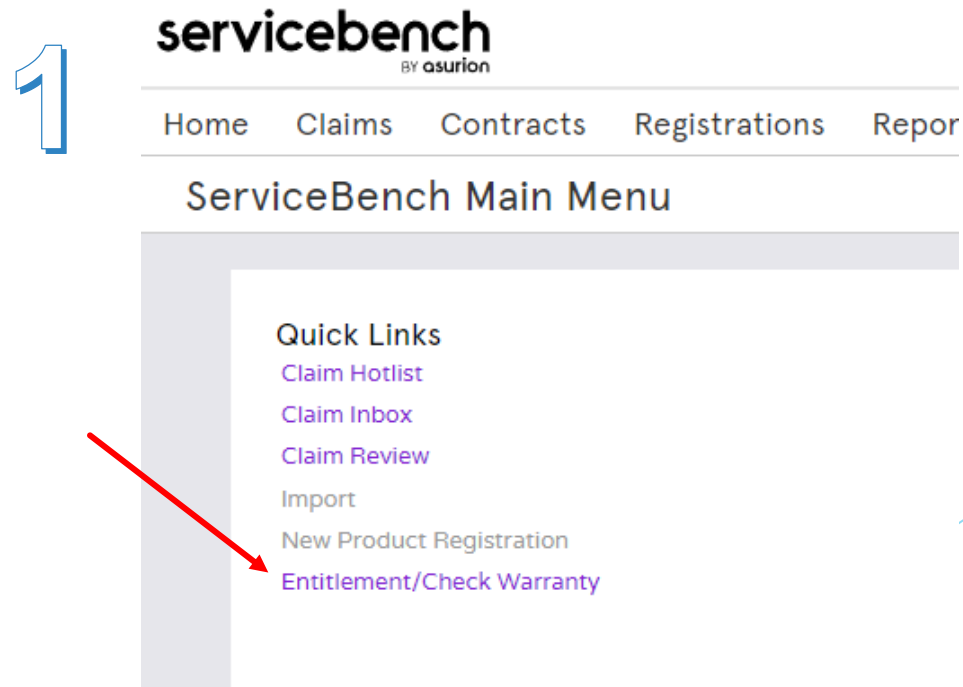 1
servicebench
BY asurion
Home Claims Contracts Registrations Repor
ServiceBench Main Menu
Quick Links
Claim Hotlist
Claim Inbox
Claim Review
Import
New Product Registration
Entitlement/Check Warranty